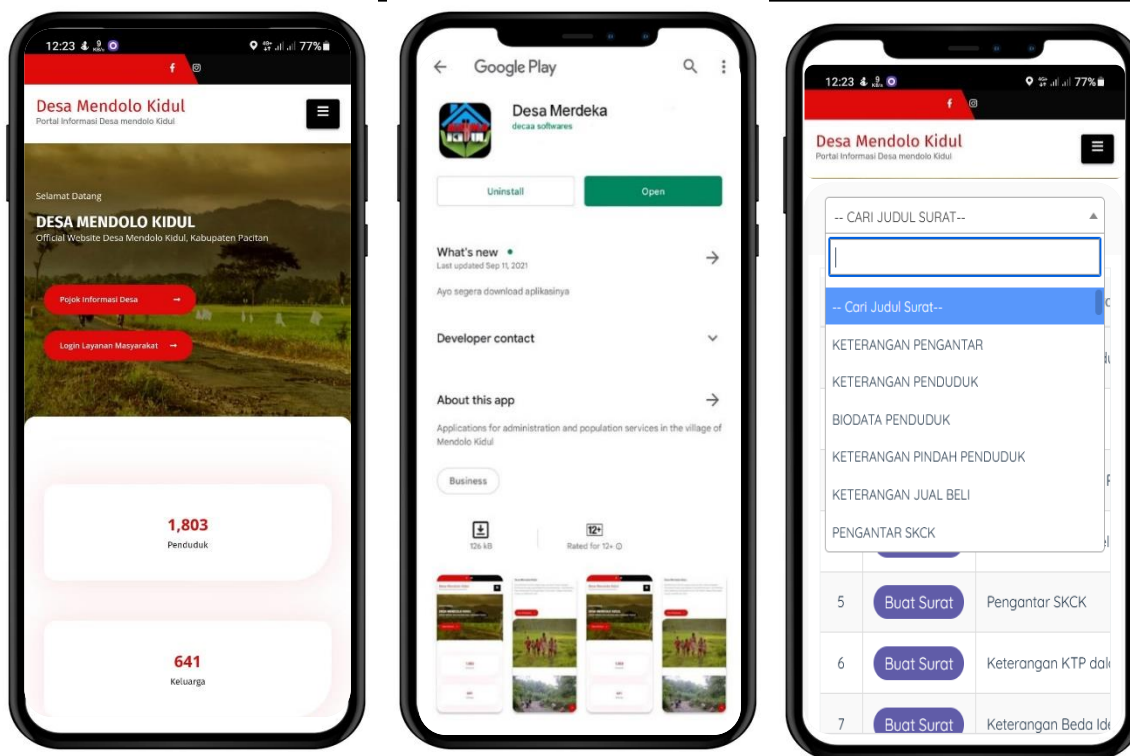 12:23
77%
Desa Mendolo Kidul
Portal Informasi Desa mendolo Kidul
Selamat Datang
DESA MENDOLO KIDUL
Official Website Desa Mendolo Kidul, Kabupaten Pacitan
Pojok Informasi Desa →
Login Layanan Masyarakat →
1,803
Penduduk
641
Keluarga
Google Play
Desa Merdeka
decaa softwares
Uninstall
Open
What's new •
Last updated Sep 11, 2021
Ayo segera download aplikasinya
Developer contact
About this app
Applications for administration and population services in the village of
Mendolo Kidul
Business
126 kB
12+
Rated for 12+
12:23
77%
Desa Mendolo Kidul
Portal Informasi Desa mendolo Kidul
-- CARI JUDUL SURAT--
-- Cari Judul Surat--
KETERANGAN PENGANTAR
KETERANGAN PENDUDUK
BIODATA PENDUDUK
KETERANGAN PINDAH PENDUDUK
KETERANGAN JUAL BELI
PENGANTAR SKCK
5 Buat Surat Pengantar SKCK
6 Buat Surat Keterangan KTP
7 Buat Surat Keterangan Beda